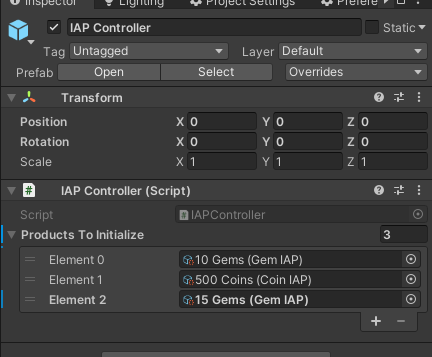 Inspector Lighting Project Settings Prefere
IAP Controller Static
Tag Untagged Layer Default
Prefab Open Select Overrides
Transform
Position X 0 Y 0 Z 0
Rotation X 0 Y 0 Z 0
Scale X 1 Y 1 Z 1
# IAP Controller (Script)
Script # IAPController
Products To Initialize 3
Element 0 10 Gems (Gem IAP)
Element 1 500 Coins (Coin IAP)
Element 2 15 Gems (Gem IAP)
+ −